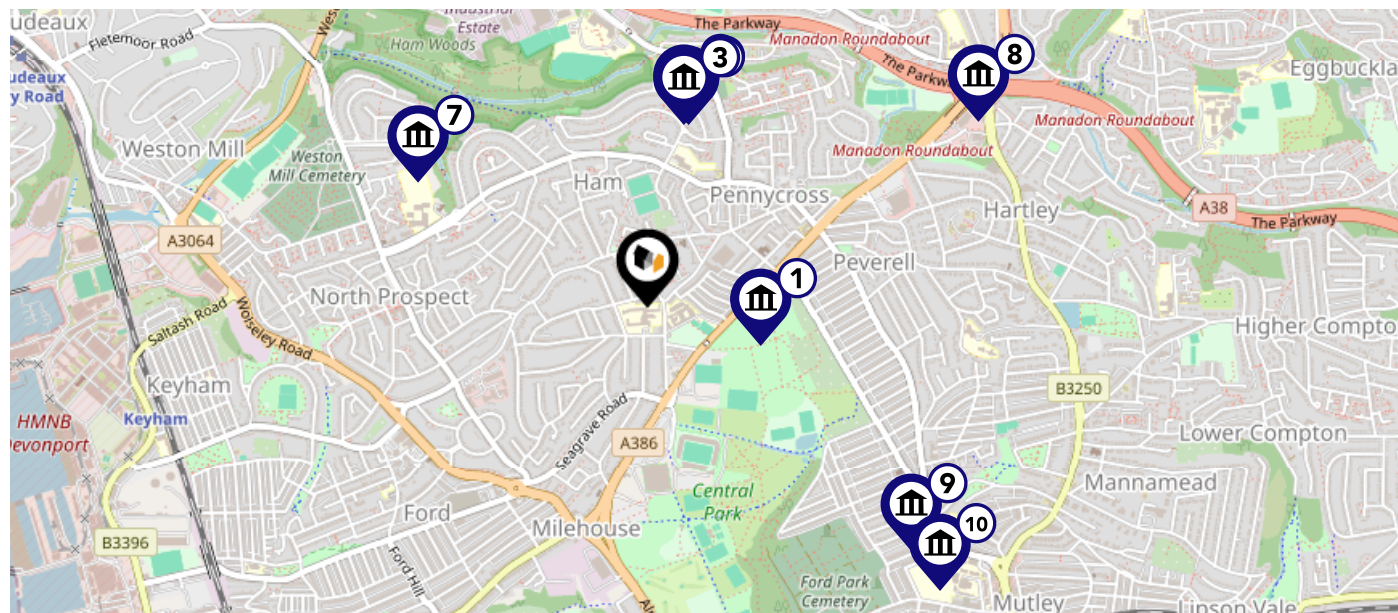 udeaux
Fletemoor Road
Industrial
Estate
Ham Woods
The Parkway
Manadon Roundabout
The Parkway
3
8
Eggbuckla
udeaux
y Road
7
Manadon Roundabout
Weston Mill
Weston
Mill Cemetery
Manadon Roundabout
Ham
Pennycross
Hartley
A38
The Parkway
A3064
Peverell
1
North Prospect
Saltash Road
Wolseley Road
Higher Compto
Keyham
B3250
HMNB
Devonport
Keyham
Seagrave Road
A386
Lower Compton
Central
Park
9
Mannamead
Ford
Milehouse
10
B3396
Ford Hill
Ford Park
Cemetery
Mutley
Lipson Vale